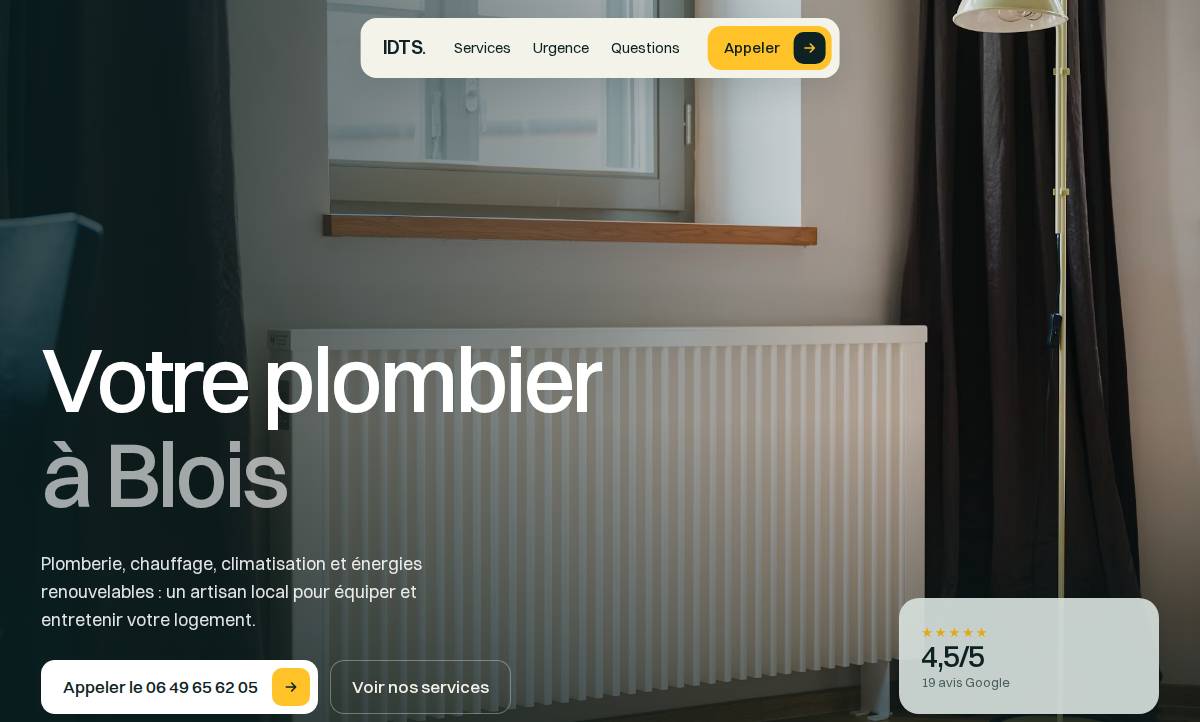 IDTS.
Services
Urgence
Questions
Appeler
Votre plombier
à Blois
Plomberie, chauffage, climatisation et énergies
renouvelables : un artisan local pour équiper et
entretenir votre logement.
Appeler le 06 49 65 62 05
Voir nos services
4,5/5
19 avis Google